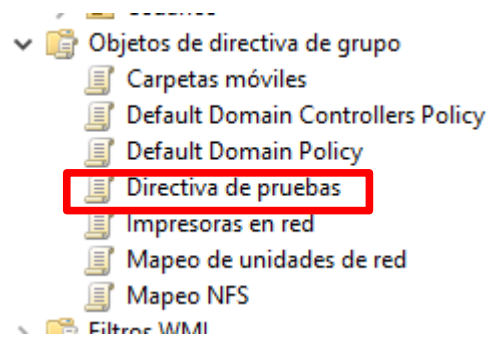 Usuarios
Objetos de directiva de grupo
Carpetas móviles
Default Domain Controllers Policy
Default Domain Policy
Directiva de pruebas
Impresoras en red
Mapeo de unidades de red
Mapeo NFS
Filtros WMI